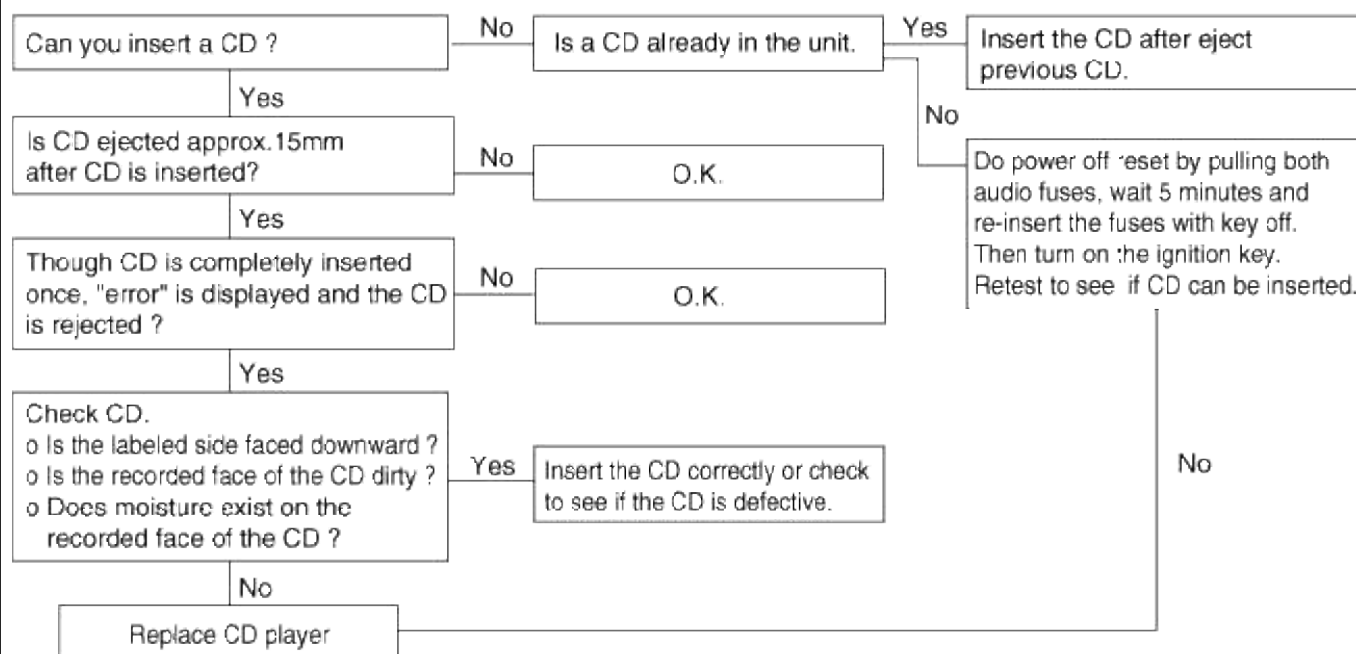 Can you insert a CD ?
No
Is a CD already in the unit.
Yes
Insert the CD after eject
previous CD.
Yes
No
Is CD ejected approx.15mm
after CD is inserted?
No
O.K.
Do power off reset by pulling both
audio fuses, wait 5 minutes and
re-insert the fuses with key off.
Then turn on the ignition key.
Retest to see if CD can be inserted.
Yes
Though CD is completely inserted
once, "error" is displayed and the CD
is rejected ?
No
O.K.
Yes
Check CD.
o Is the labeled side faced downward ?
o Is the recorded face of the CD dirty ?
o Does moisture exist on the
recorded face of the CD ?
Yes
Insert the CD correctly or check
to see if the CD is defective.
No
No
Replace CD player